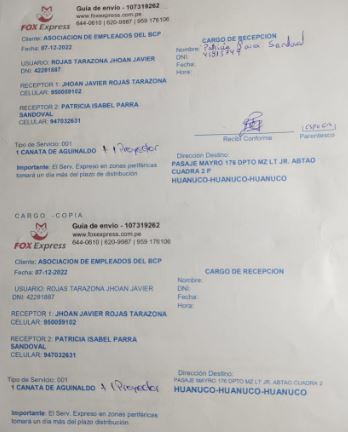 FOX Express
Guía de envio - 107319262
www.foxexpress.com.pe
644-0610 | 620-9867 | 959 176106
Cliente: ASOCIACION DE EMPLEADOS DEL BCP
Fecha: 07-12-2022
USUARIO: ROJAS TARAZONA JHOAN JAVIER
DNI: 42281887
RECEPTOR 1: JHOAN JAVIER ROJAS TARAZONA
CELULAR: 950059102
RECEPTOR 2: PATRICIA ISABEL PARRA
SANDOVAL
CELULAR: 947032631
Tipo de Servicio: 001
1 CANATA DE AGUINALDO + 1 Proyector
Importante: El Serv. Expreso en zonas periféricas
tomará un día más del plazo de distribución
CARGO DE RECEPCION
Nombre: Patricia Sandoval
DNI:
Fecha:
Hora:
Recibí Conforme
Parentesco
Dirección Destino:
PASAJE MAYRO 176 DPTO MZ LT JR. ABTAO
CUADRA 2 P
HUANUCO-HUANUCO-HUANUCO
CARGO - COPIA
FOX Express
Guía de envio - 107319262
www.foxexpress.com.pe
644-0610 | 620-9867 | 959 176106
Cliente: ASOCIACION DE EMPLEADOS DEL BCP
Fecha: 07-12-2022
USUARIO: ROJAS TARAZONA JHOAN JAVIER
DNI: 42281887
RECEPTOR 1: JHOAN JAVIER ROJAS TARAZONA
CELULAR: 950059102
RECEPTOR 2: PATRICIA ISABEL PARRA
SANDOVAL
CELULAR: 947032631
Tipo de Servicio: 001
1 CANATA DE AGUINALDO + 1 Proyector
Importante: El Serv. Expreso en zonas periféricas
tomará un día más del plazo de distribución
CARGO DE RECEPCION
Nombre:
DNI:
Fecha:
Hora:
Dirección Destino:
PASAJE MAYRO 176 DPTO MZ LT JR. ABTAO CUADRA 2
HUANUCO-HUANUCO-HUANUCO